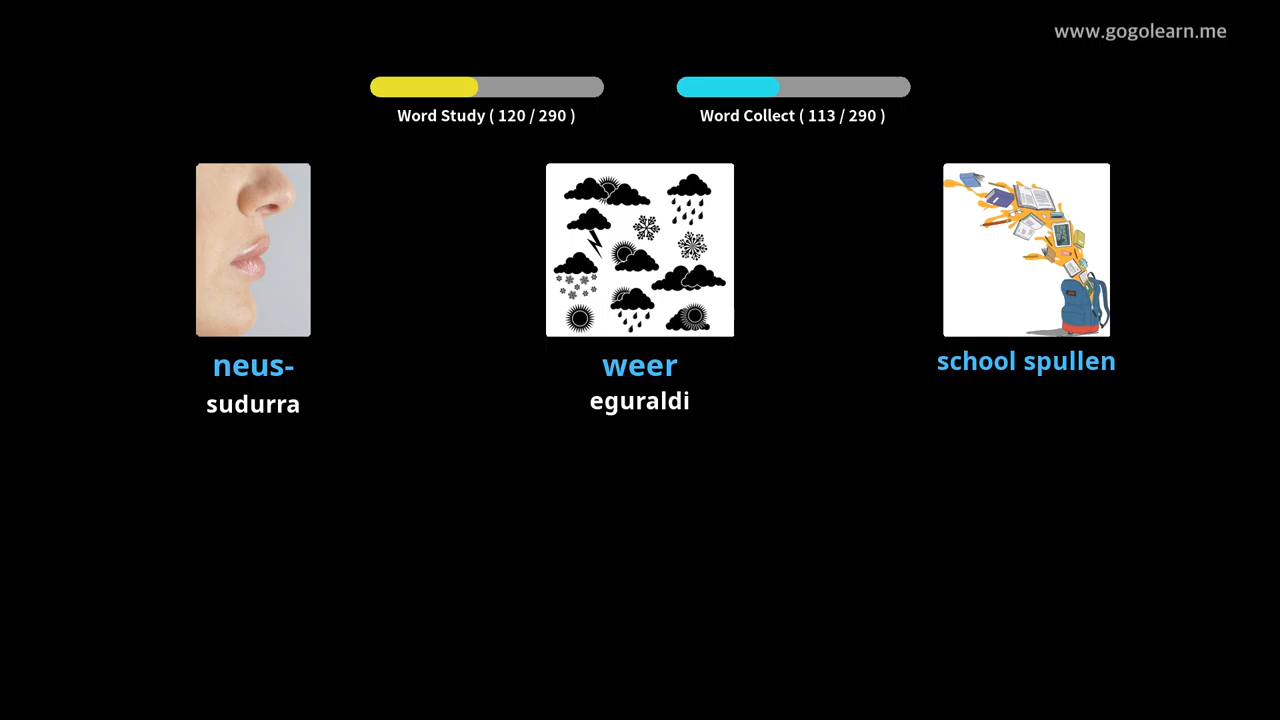 www.gogolearn.me
Word Study ( 120 / 290 )
Word Collect ( 113 / 290 )
neus-
sudurra
weer
eguraldi
school spullen